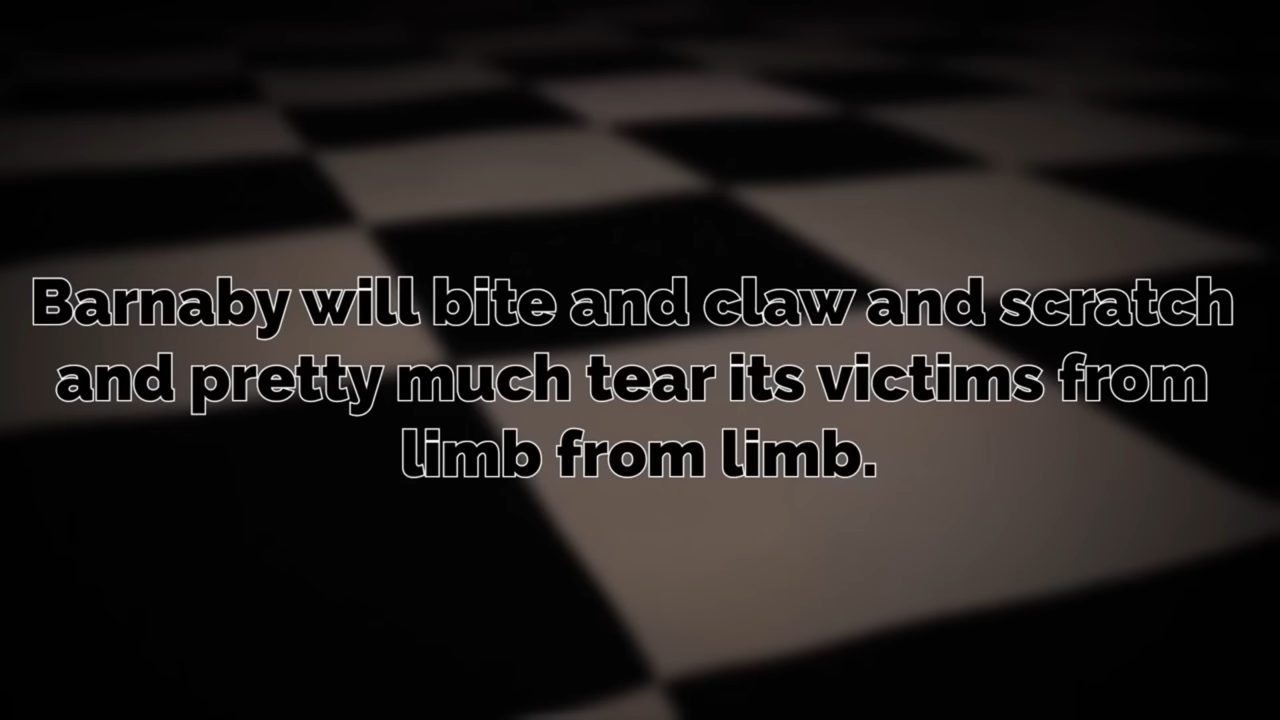 Barnaby will bite and claw and scratch
and pretty much tear its victims from
limb from limb.